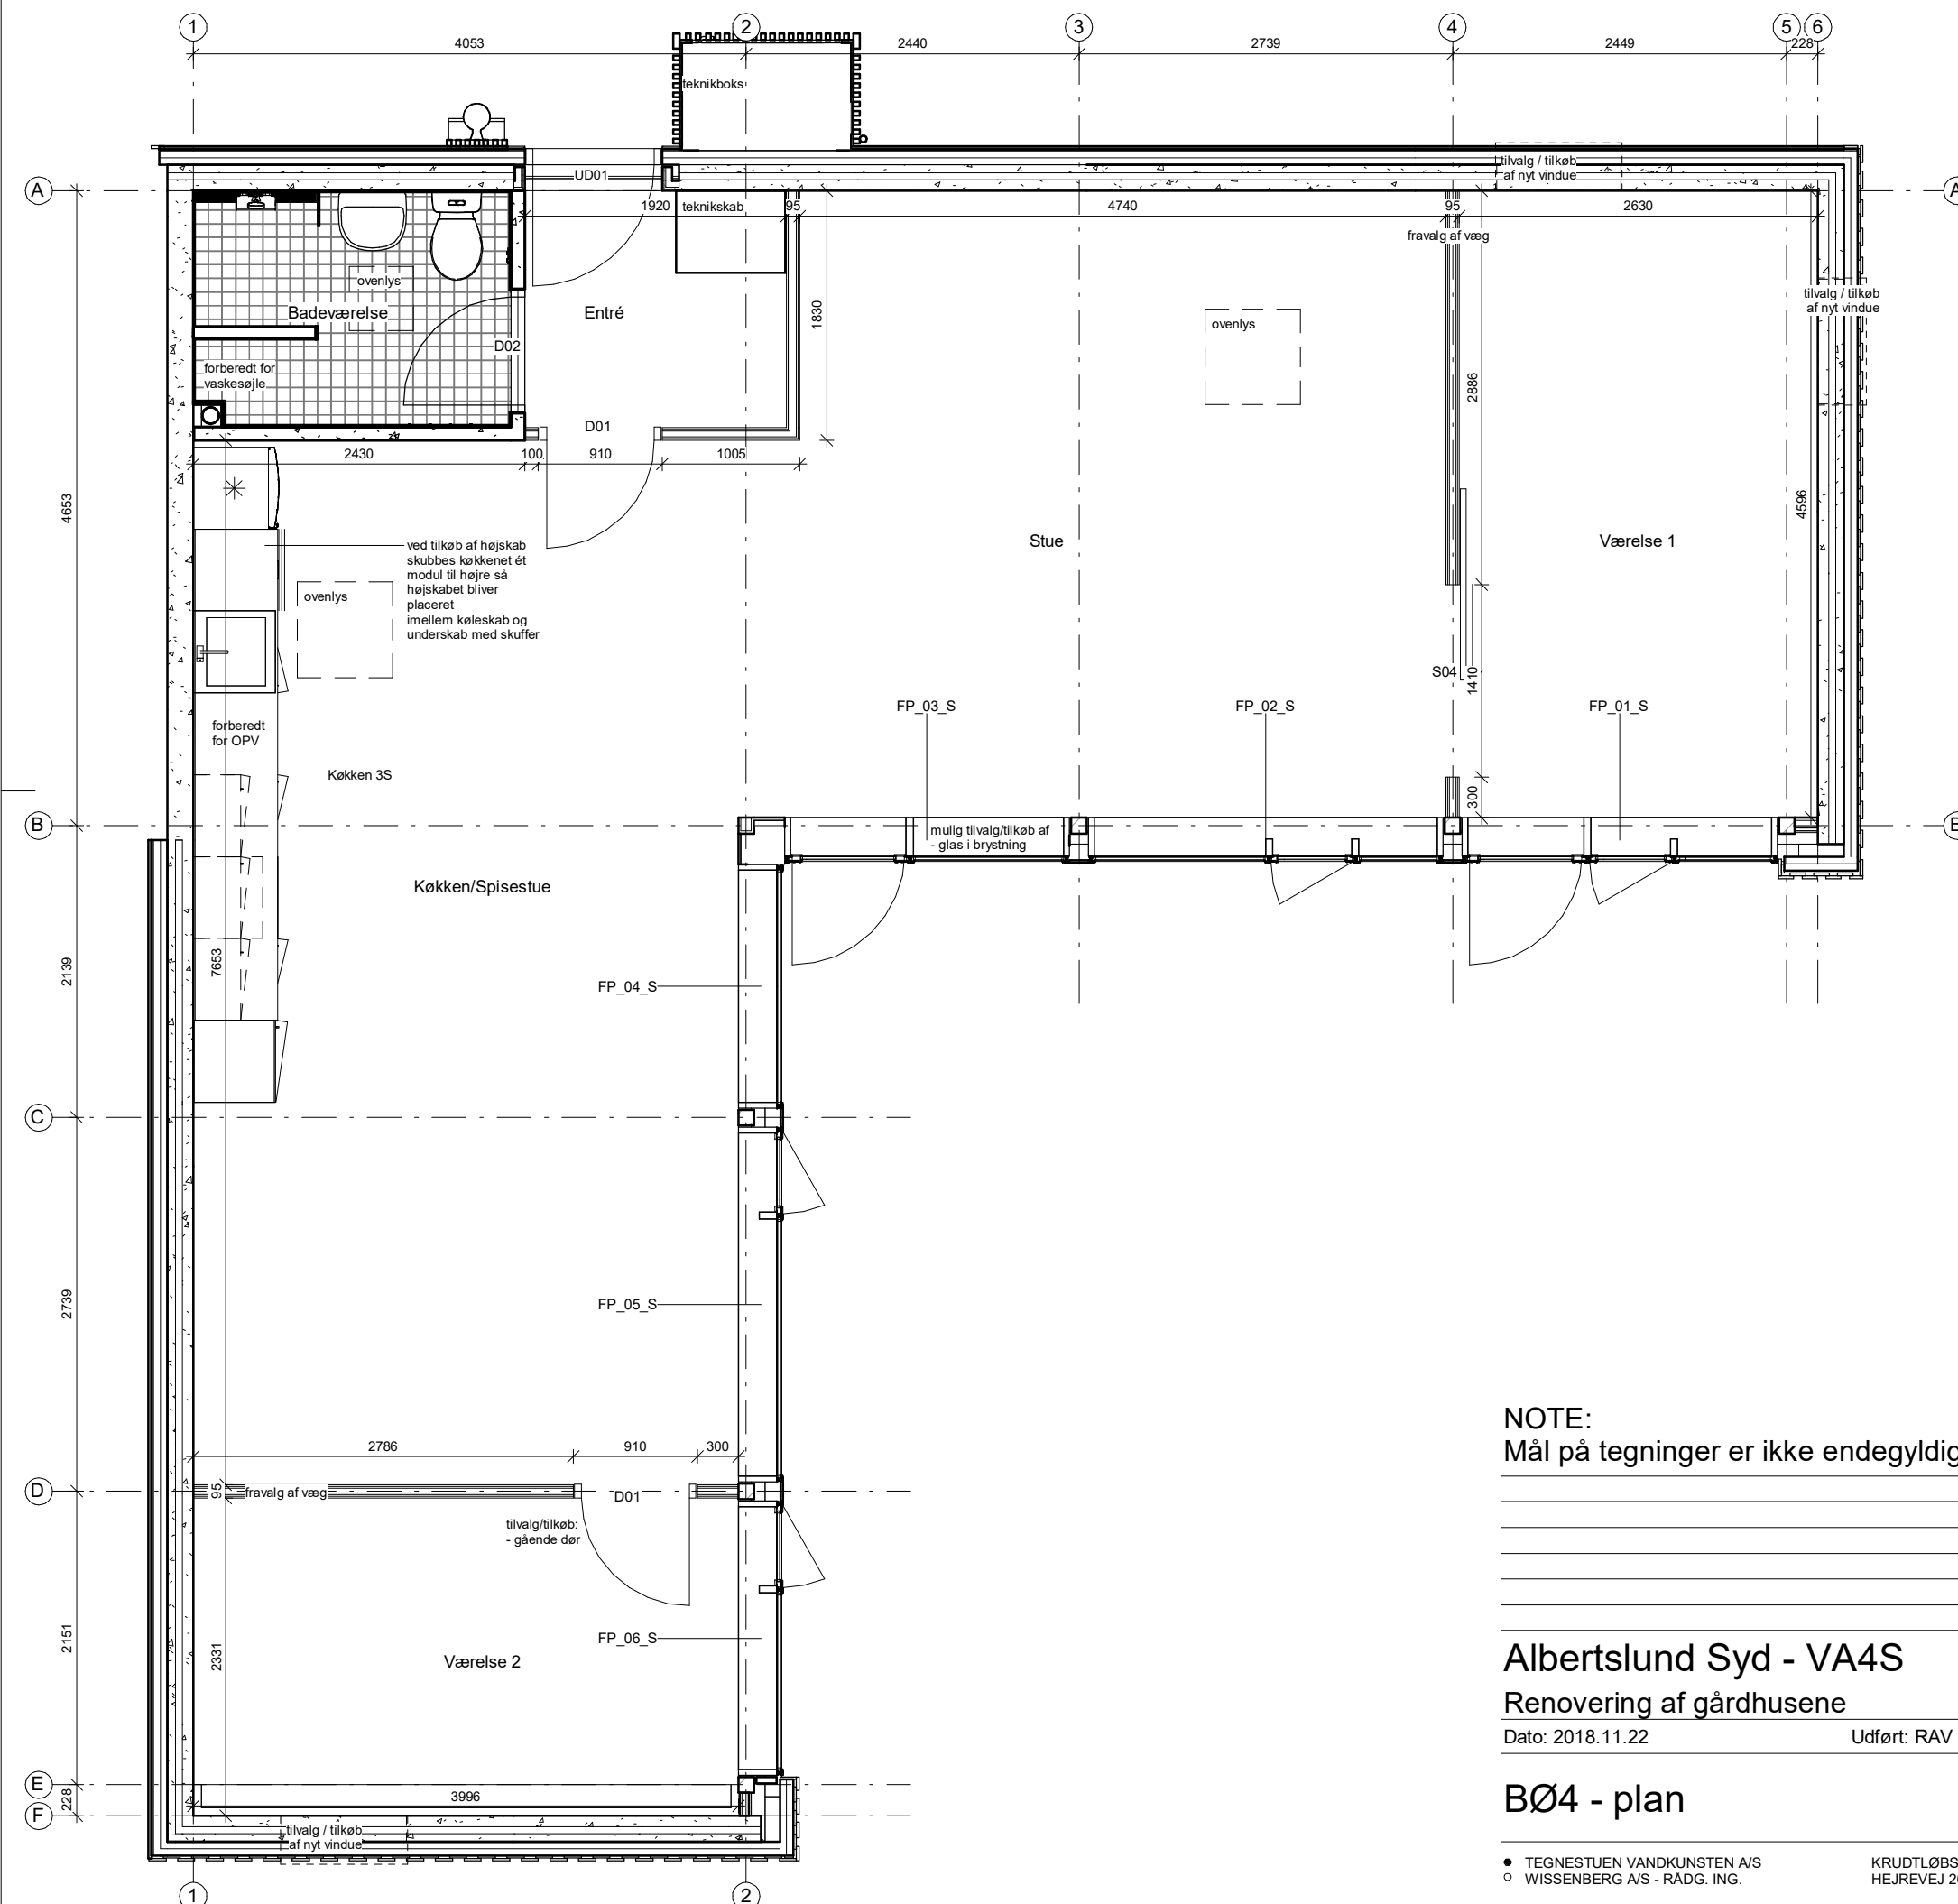 1
2
3
4
5
6
4053
2440
2739
2449
228
teknikboks
tilvalg / tilkøb
af nyt vindue
A
UD01
A
1920
teknikskab
95
4740
95
2630
fravalg af væg
ovenlys
Badeværelse
Entré
1830
ovenlys
tilvalg / tilkøb
af nyt vindue
D02
forberedt for
vaskesøjle
2886
D01
2430
100
910
1005
4653
4596
ved tilkøb af højskab
skubbes køkkenet ét
modul til højre så
højskabet bliver
placeret
imellem køleskab og
underskab med skuffer
Stue
Værelse 1
ovenlys
S04
1410
FP_03_S
FP_02_S
FP_01_S
forberedt
for OPV
Køkken 3S
300
B
mulig tilvalg/tilkøb af
- glas i brystning
B
Køkken/Spisestue
2139
7653
FP_04_S
C
2739
FP_05_S
NOTE:
Mål på tegninger er ikke endegyldig
2786
910
300
D
95
fravalg af væg
D01
tilvalg/tilkøb:
- gående dør
2151
2331
FP_06_S
Værelse 2
Albertslund Syd - VA4S
Renovering af gårdhusene
Dato: 2018.11.22
Udført: RAV
E
228
3996
F
BØ4 - plan
tilvalg / tilkøb
af nyt vindue
TEGNESTUEN VANDKUNSTEN A/S
KRUDTLØBS
WISSENBERG A/S - RÅDG. ING.
HEJREVEJ 2
1
2